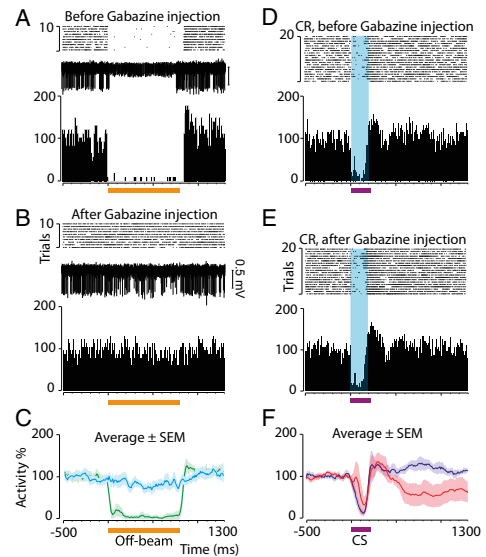 A
Before Gabazine injection
10
200
100
0
B
After Gabazine injection
10
Trials
0.5 mV
200
100
0
C
Average ± SEM
200
100
0
Activity %
Off-beam
-500
1300
Time (ms)
D
CR, before Gabazine injection
20
200
100
0
E
CR, after Gabazine injection
20
Trials
200
100
0
F
Average ± SEM
200
100
0
-500
CS
1300